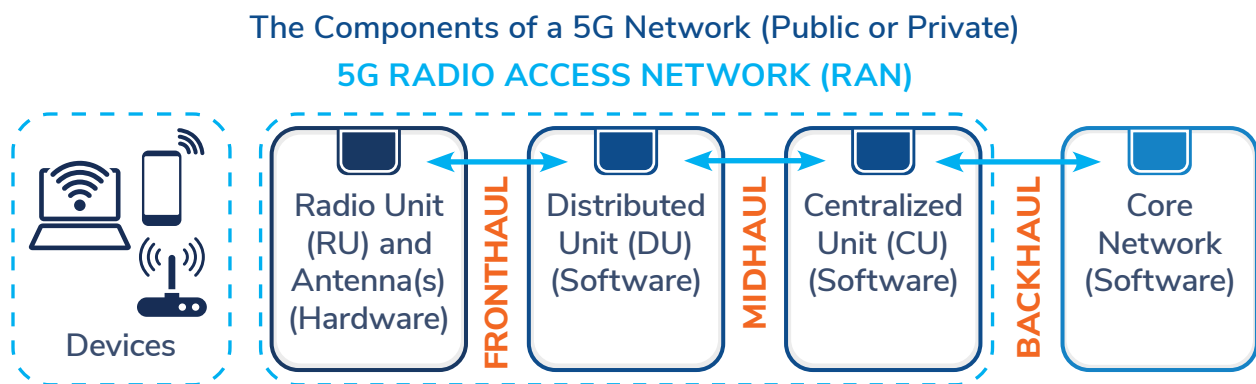 The Components of a 5G Network (Public or Private)
5G RADIO ACCESS NETWORK (RAN)
Devices
Radio Unit
(RU) and
Antenna(s)
(Hardware)
FRONTHAUL
Distributed
Unit (DU)
(Software)
MIDHAUL
Centralized
Unit (CU)
(Software)
BACKHAUL
Core
Network
(Software)